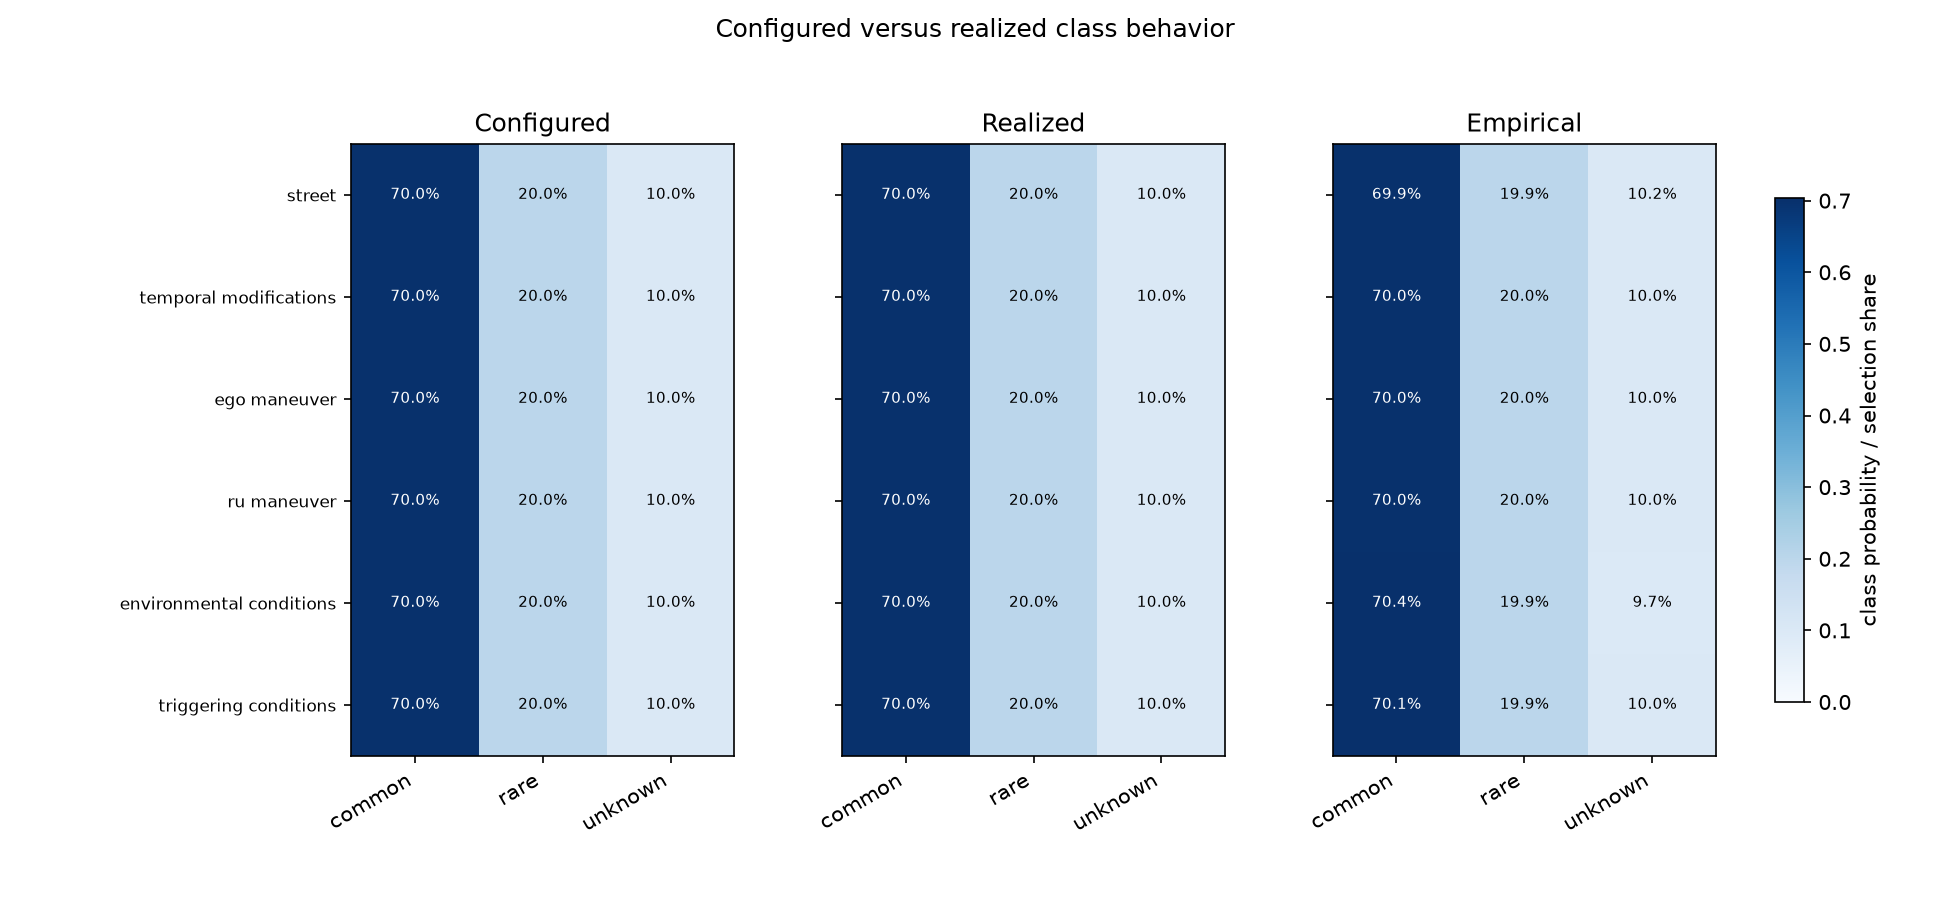 Configured versus realized class behavior
Configured
Realized
Empirical
street
70.0% 20.0% 10.0%
70.0% 20.0% 10.0%
69.9% 19.9% 10.2%
temporal modifications
70.0% 20.0% 10.0%
70.0% 20.0% 10.0%
70.0% 20.0% 10.0%
ego maneuver
70.0% 20.0% 10.0%
70.0% 20.0% 10.0%
70.0% 20.0% 10.0%
ru maneuver
70.0% 20.0% 10.0%
70.0% 20.0% 10.0%
70.0% 20.0% 10.0%
environmental conditions
70.0% 20.0% 10.0%
70.0% 20.0% 10.0%
70.4% 19.9% 9.7%
triggering conditions
70.0% 20.0% 10.0%
70.0% 20.0% 10.0%
70.1% 19.9% 10.0%
common rare unknown
common rare unknown
common rare unknown
0.7
0.6
0.5
0.4
0.3
0.2
0.1
0.0
class probability / selection share